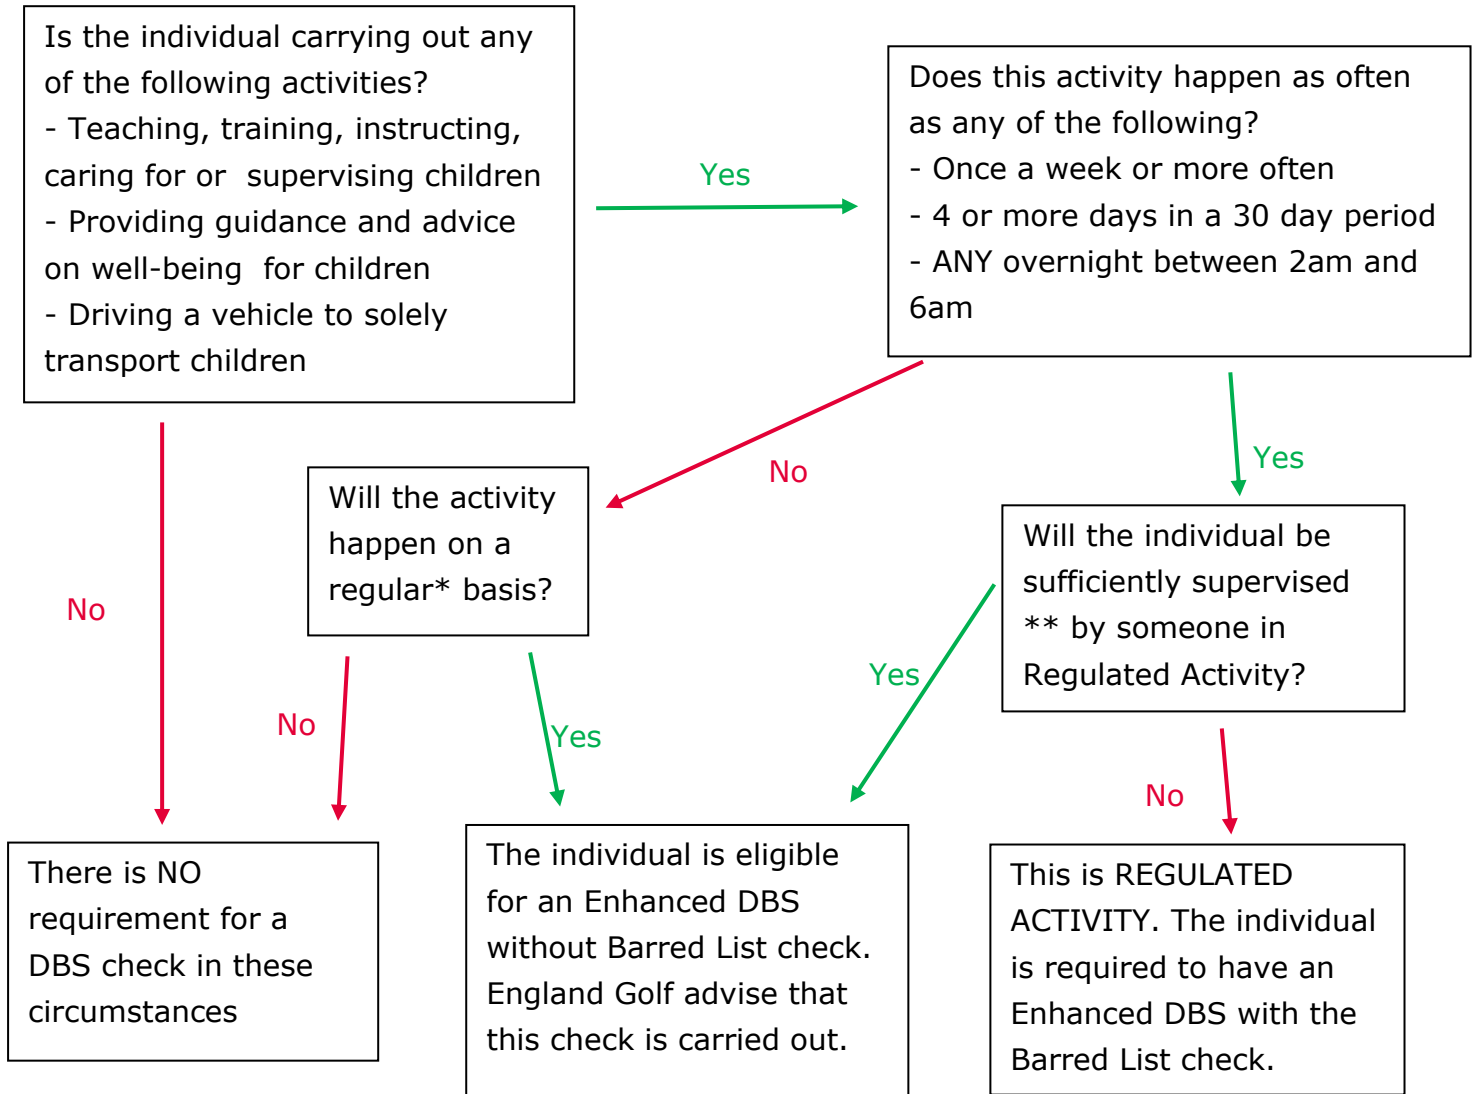 Is the individual carrying out any
of the following activities?
- Teaching, training, instructing,
caring for or  supervising children
- Providing guidance and advice
on well-being  for children
- Driving a vehicle to solely
transport children
Yes
Does this activity happen as often
as any of the following?
- Once a week or more often
- 4 or more days in a 30 day period
- ANY overnight between 2am and
6am
No
Yes
Will the activity
happen on a
regular* basis?
Will the individual be
sufficiently supervised
** by someone in
Regulated Activity?
No
No
Yes
Yes
No
There is NO
requirement for a
DBS check in these
circumstances
The individual is eligible
for an Enhanced DBS
without Barred List check.
England Golf advise that
this check is carried out.
This is REGULATED
ACTIVITY. The individual
is required to have an
Enhanced DBS with the
Barred List check.